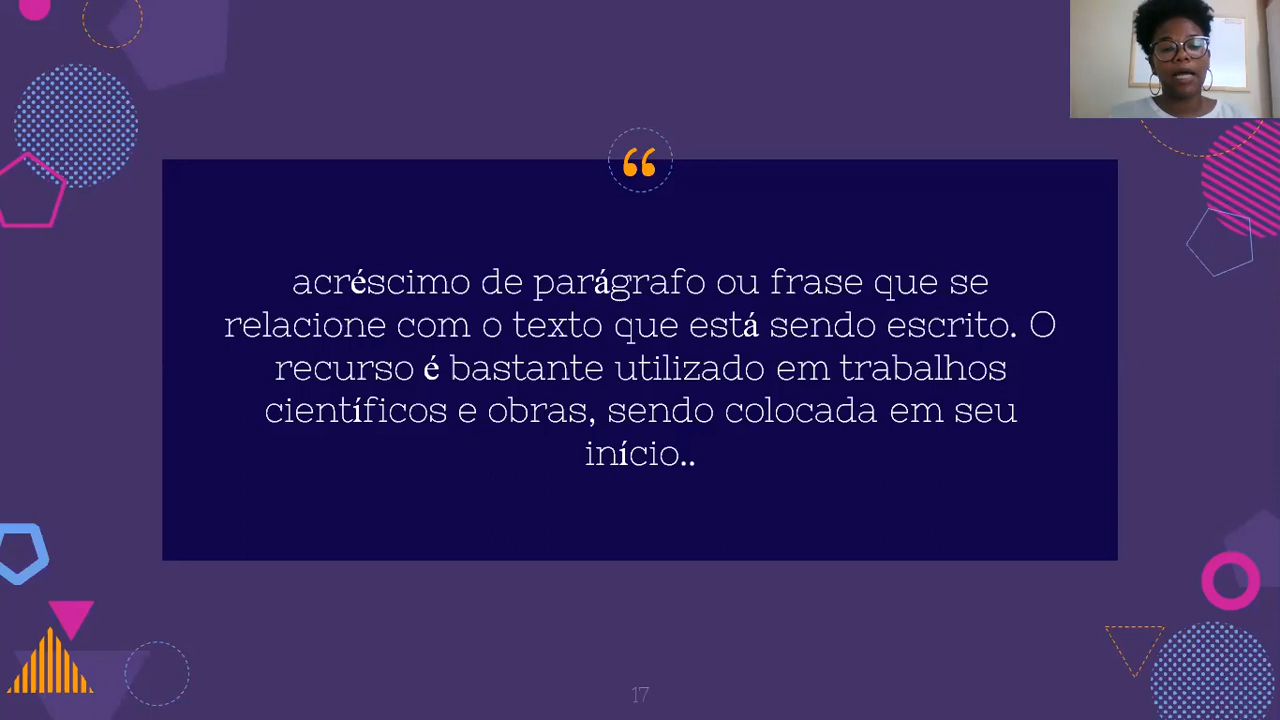 “
acréscimo de parágrafo ou frase que se
relacione com o texto que está sendo escrito. O
recurso é bastante utilizado em trabalhos
científicos e obras, sendo colocada em seu
início..
17